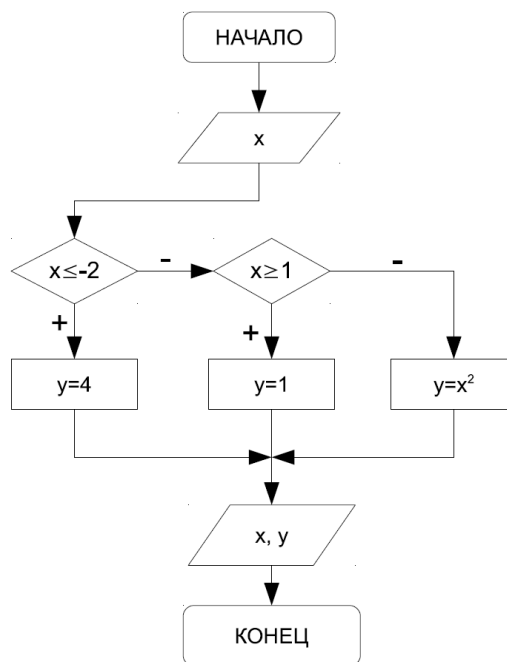 НАЧАЛО
x
x≤-2
-
x≥1
-
+
+
y=4
y=1
y=x²
x, y
КОНЕЦ